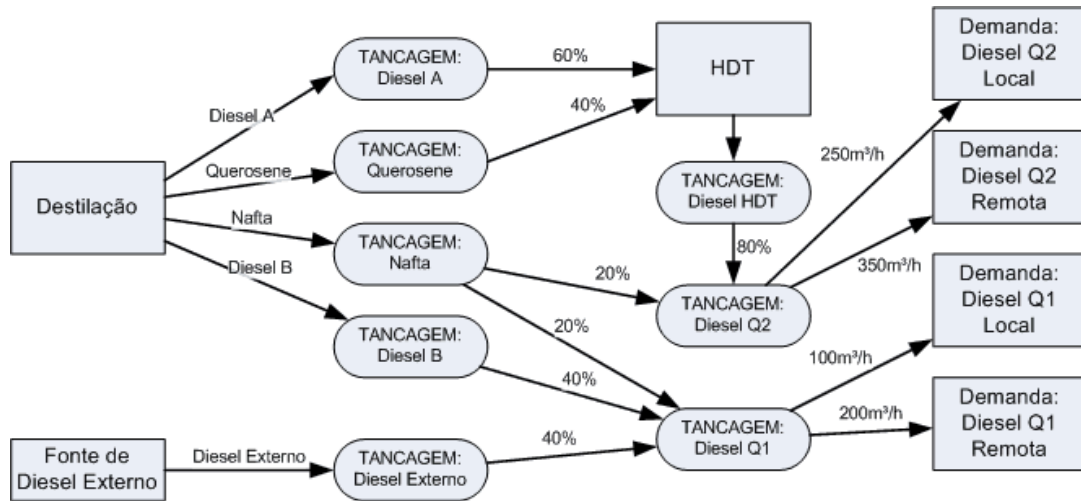 Destilação
Fonte de
Diesel Externo
Diesel A
Querosene
Nafta
Diesel B
Diesel Externo
TANCAGEM:
Diesel A
TANCAGEM:
Querosene
TANCAGEM:
Nafta
TANCAGEM:
Diesel B
TANCAGEM:
Diesel Externo
60%
40%
20%
20%
40%
40%
HDT
TANCAGEM:
Diesel HDT
80%
TANCAGEM:
Diesel Q2
TANCAGEM:
Diesel Q1
250m³/h
350m³/h
100m³/h
200m³/h
Demanda:
Diesel Q2
Local
Demanda:
Diesel Q2
Remota
Demanda:
Diesel Q1
Local
Demanda:
Diesel Q1
Remota